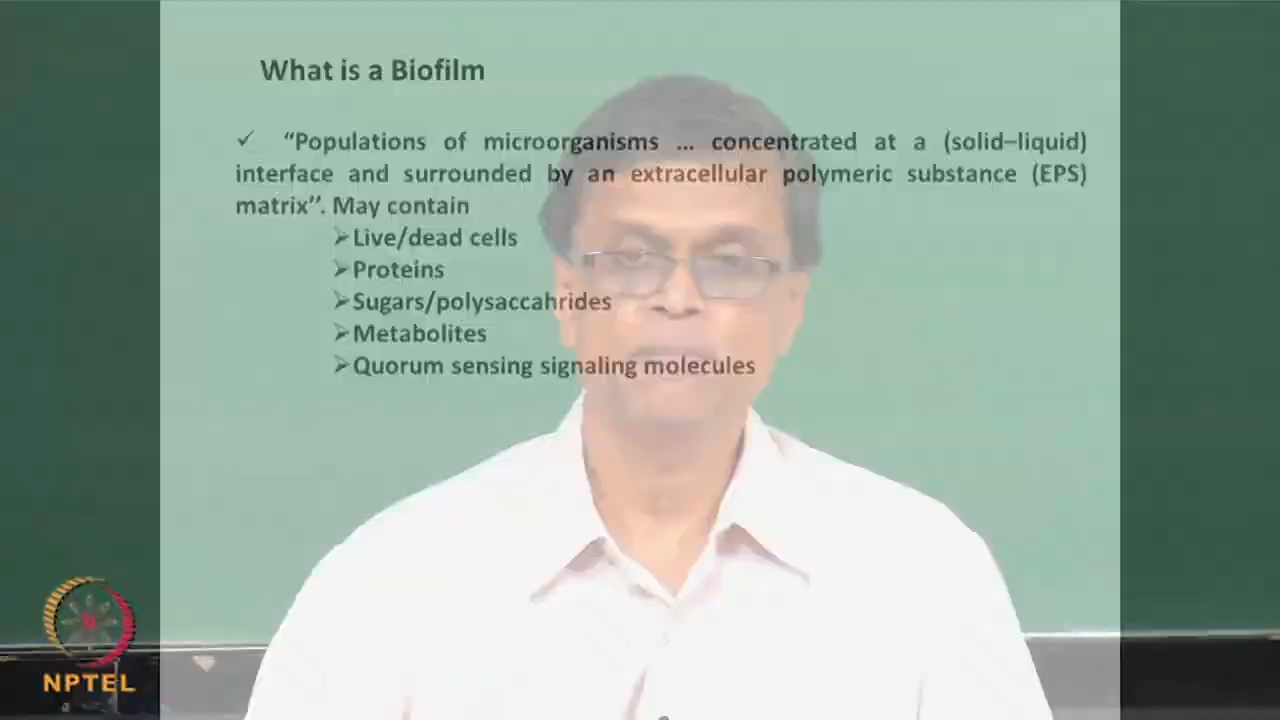 What is a Biofilm
✓ “Populations of microorganisms ... concentrated at a (solid–liquid)
interface and surrounded by an extracellular polymeric substance (EPS)
matrix’’. May contain
➢Live/dead cells
➢Proteins
➢Sugars/polysaccahrides
➢Metabolites
➢Quorum sensing signaling molecules
NPTEL